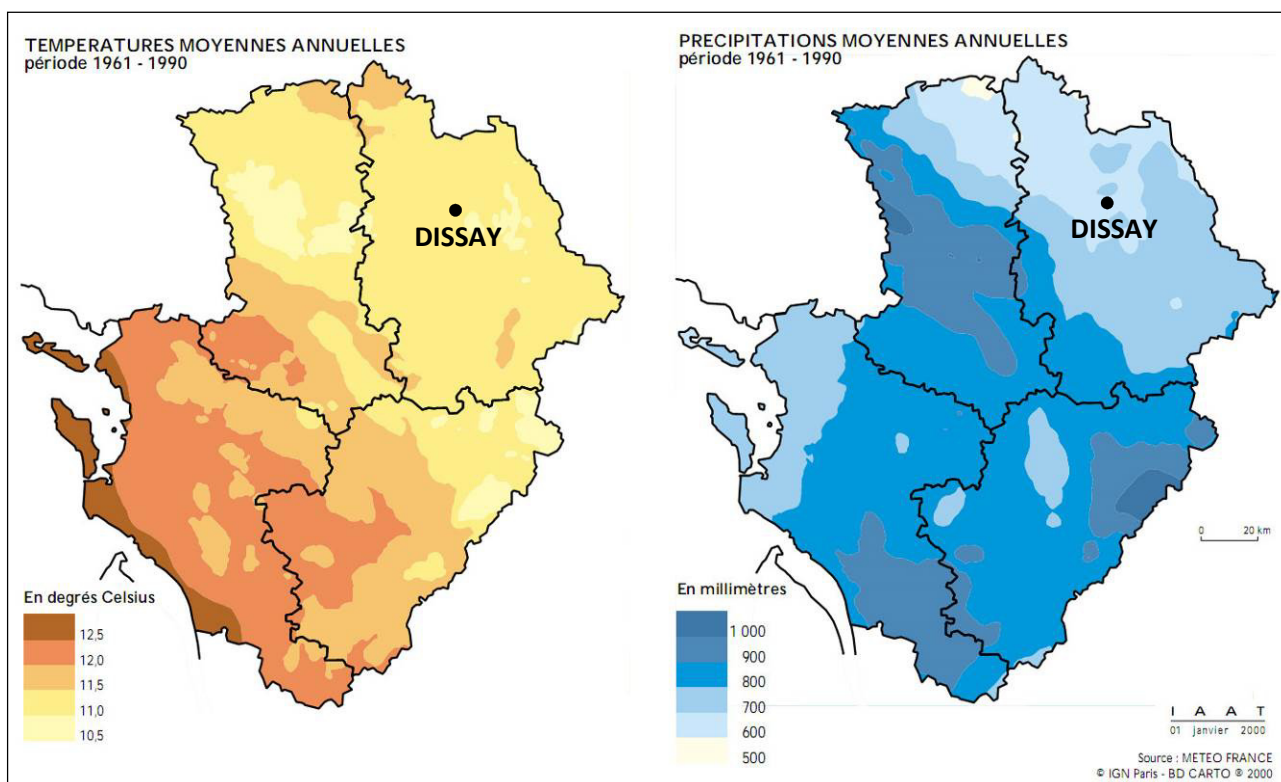 TEMPERATURES MOYENNES ANNUELLES
période 1961 - 1990
DISSAY
En degrés Celsius
12,5
12,0
11,5
11,0
10,5
PRECIPITATIONS MOYENNES ANNUELLES
période 1961 - 1990
DISSAY
0 20 km
En millimètres
1 000
900
800
700
600
500
I A A T
01 janvier 2000
Source : METEO FRANCE
© IGN Paris - BD CARTO ® 2000